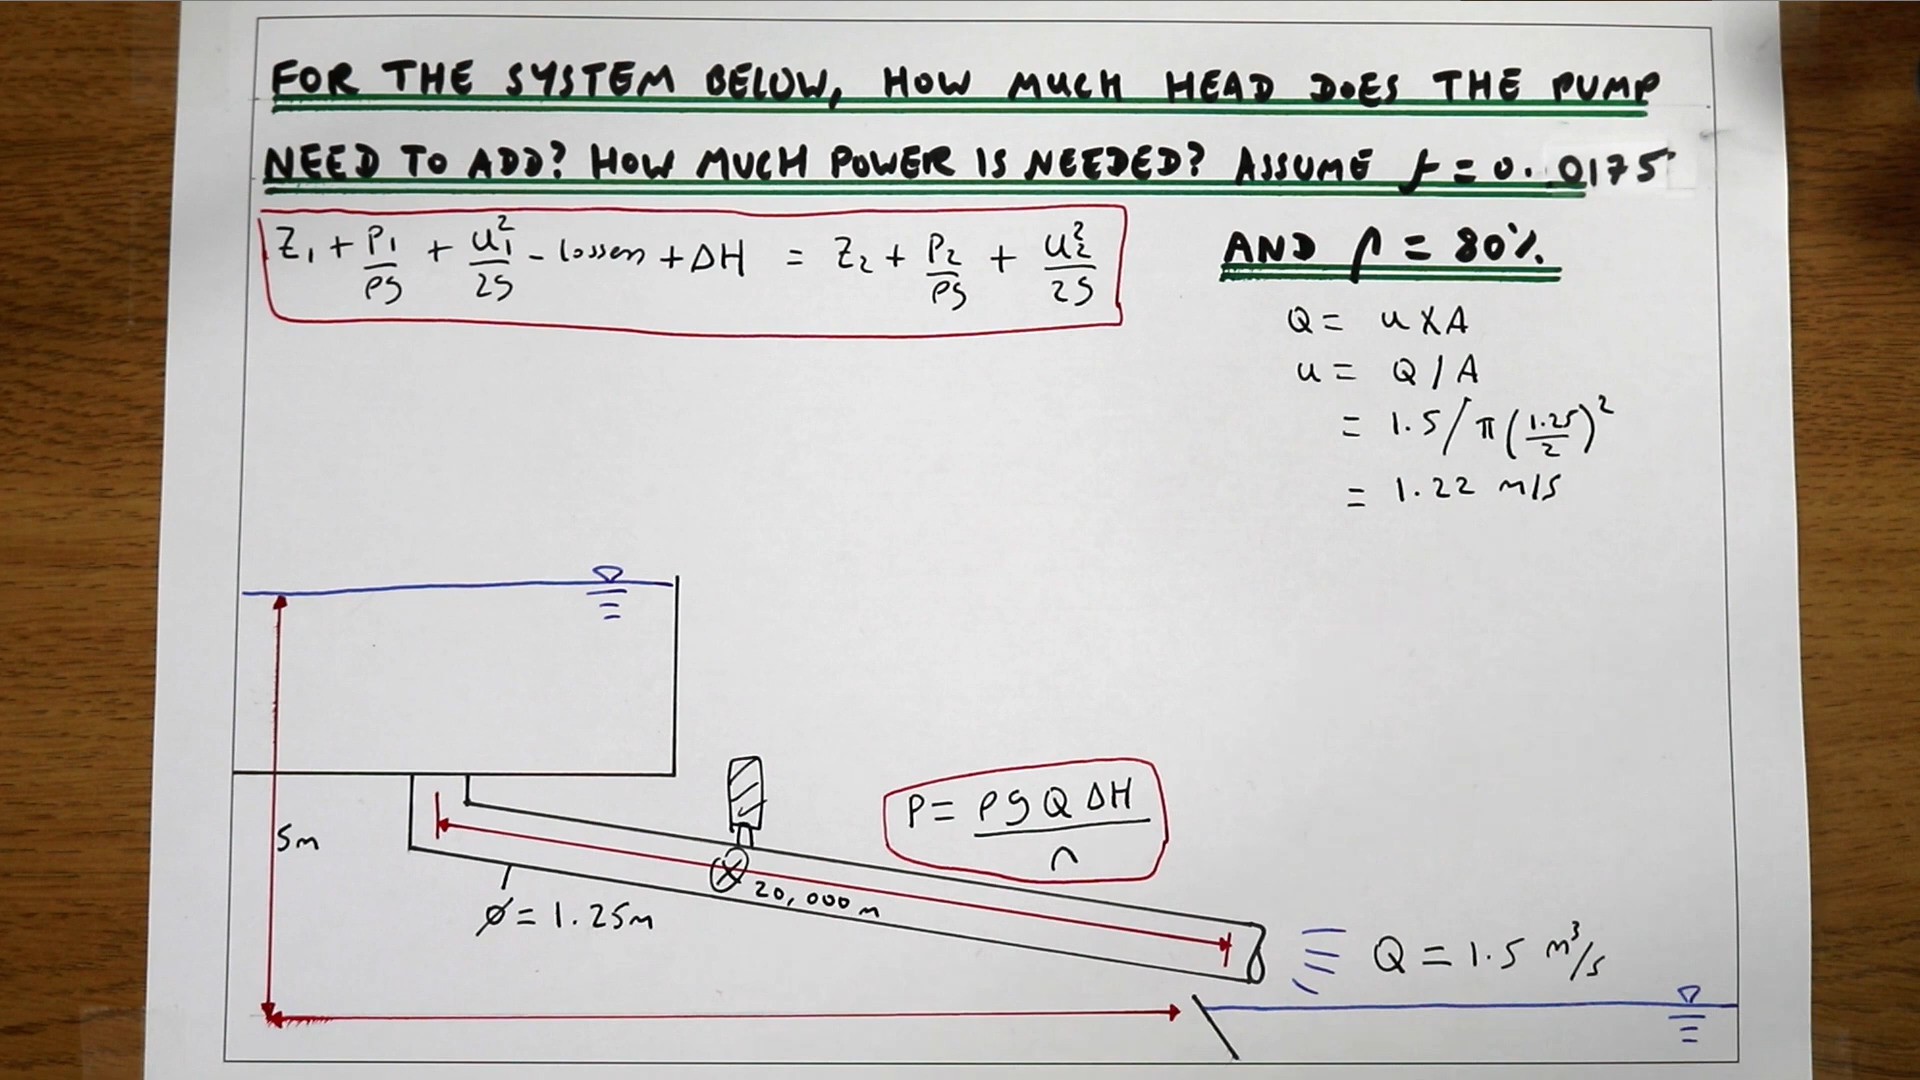 FOR THE SYSTEM BELOW, HOW MUCH HEAD DOES THE PUMP
NEED TO ADD? HOW MUCH POWER IS NEEDED? ASSUME f = 0.0175
AND η = 80%
Z₁ + P₁/ρg + u₁²/2g - losses + ΔH = Z₂ + P₂/ρg + u₂²/2g
Q = u X A
u = Q / A
= 1.5 / π(1.25/2)²
= 1.22 m/s
5m
P = ρgQΔH/η
20,000m
ø = 1.25m
Q = 1.5 m³/s